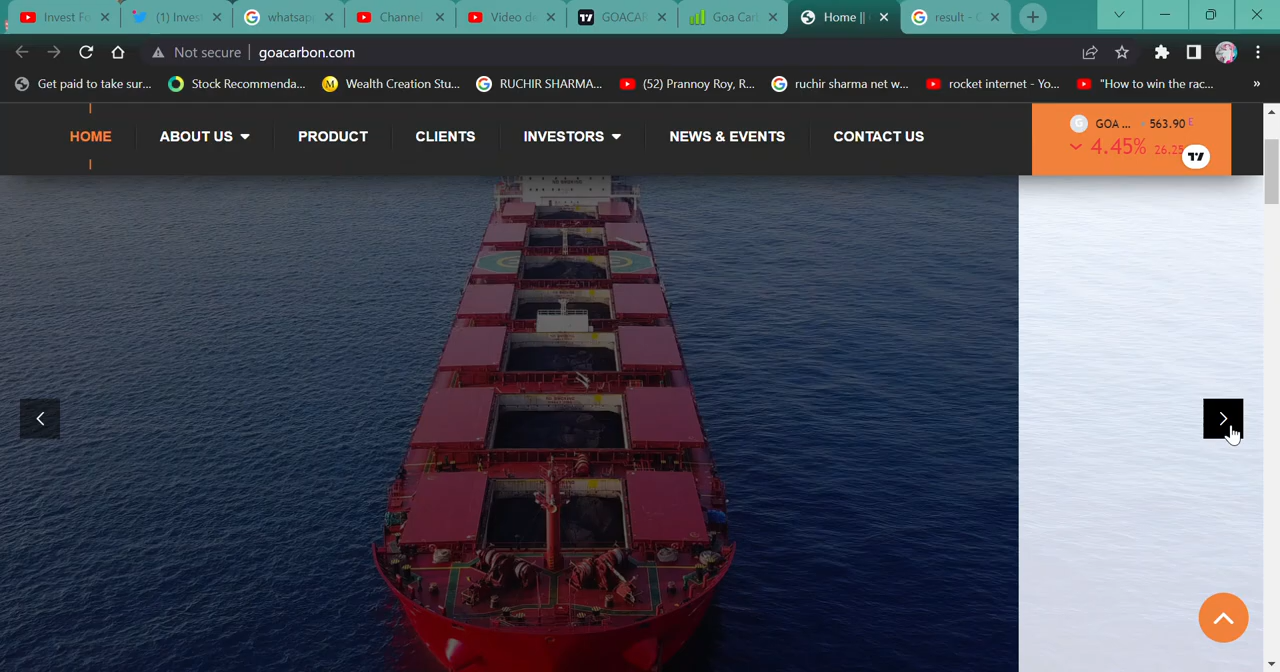 Invest Fo
(1) Invest
whatsap
Channel
Video de
GOACAR
Goa Carl
Home ||
result - G
Not secure
goacarbon.com
Get paid to take sur...
Stock Recommenda...
Wealth Creation Stu...
RUCHIR SHARMA...
(52) Prannoy Roy, R...
ruchir sharma net w...
rocket internet - Yo...
"How to win the rac...
»
HOME
ABOUT US
PRODUCT
CLIENTS
INVESTORS
NEWS & EVENTS
CONTACT US
G
GOA ...
563.90 E
4.45%
26.25